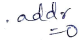 . addr
=0